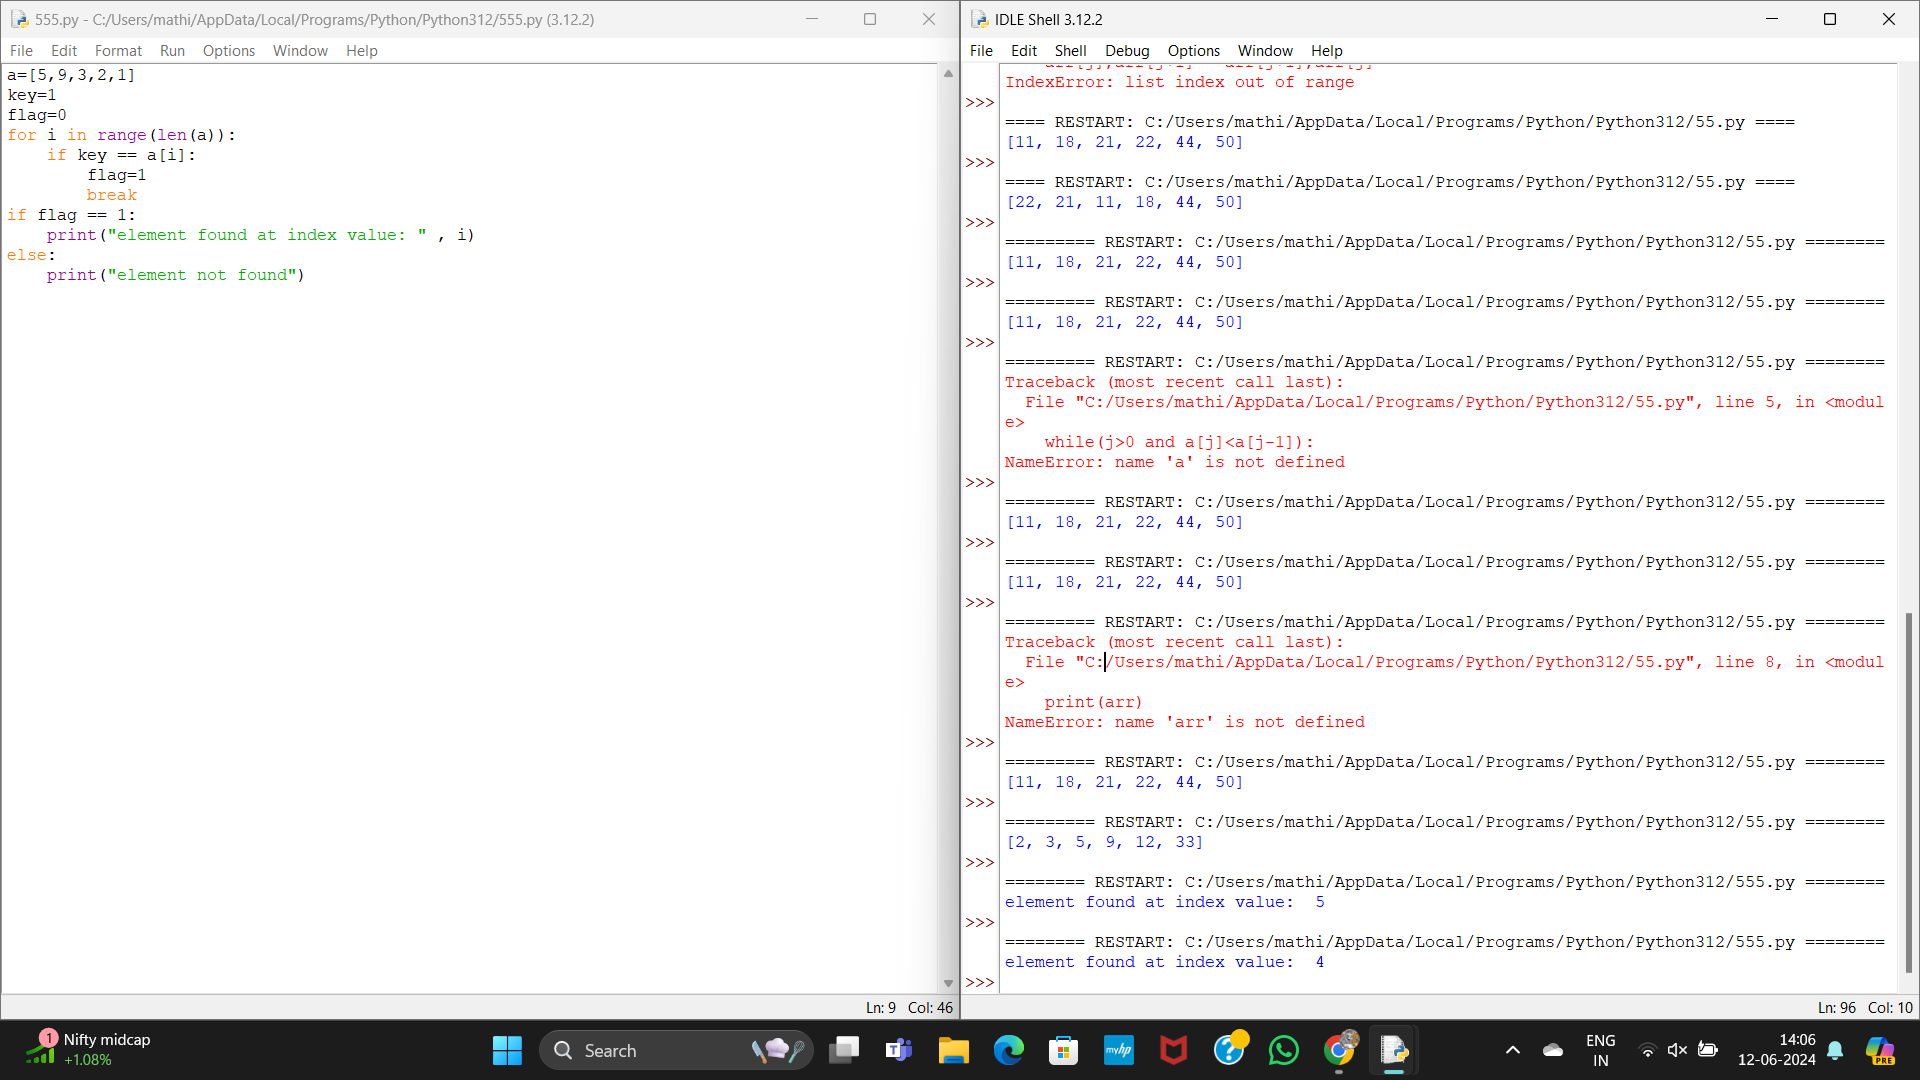 555.py - C:/Users/mathi/AppData/Local/Programs/Python/Python312/555.py (3.12.2)
File Edit Format Run Options Window Help
a=[5,9,3,2,1]
key=1
flag=0
for i in range(len(a)):
    if key == a[i]:
        flag=1
        break
if flag == 1:
    print("element found at index value: " , i)
else:
    print("element not found")
Ln: 9 Col: 46
IDLE Shell 3.12.2
File Edit Shell Debug Options Window Help
IndexError: list index out of range
>>>
==== RESTART: C:/Users/mathi/AppData/Local/Programs/Python/Python312/55.py ====
[11, 18, 21, 22, 44, 50]
>>>
==== RESTART: C:/Users/mathi/AppData/Local/Programs/Python/Python312/55.py ====
[22, 21, 11, 18, 44, 50]
>>>
========= RESTART: C:/Users/mathi/AppData/Local/Programs/Python/Python312/55.py ========
[11, 18, 21, 22, 44, 50]
>>>
========= RESTART: C:/Users/mathi/AppData/Local/Programs/Python/Python312/55.py ========
[11, 18, 21, 22, 44, 50]
>>>
========= RESTART: C:/Users/mathi/AppData/Local/Programs/Python/Python312/55.py ========
Traceback (most recent call last):
  File "C:/Users/mathi/AppData/Local/Programs/Python/Python312/55.py", line 5, in <modul
e>
    while(j>0 and a[j]<a[j-1]):
NameError: name 'a' is not defined
>>>
========= RESTART: C:/Users/mathi/AppData/Local/Programs/Python/Python312/55.py ========
[11, 18, 21, 22, 44, 50]
>>>
========= RESTART: C:/Users/mathi/AppData/Local/Programs/Python/Python312/55.py ========
[11, 18, 21, 22, 44, 50]
>>>
========= RESTART: C:/Users/mathi/AppData/Local/Programs/Python/Python312/55.py ========
Traceback (most recent call last):
  File "C:/Users/mathi/AppData/Local/Programs/Python/Python312/55.py", line 8, in <modul
e>
    print(arr)
NameError: name 'arr' is not defined
>>>
========= RESTART: C:/Users/mathi/AppData/Local/Programs/Python/Python312/55.py ========
[11, 18, 21, 22, 44, 50]
>>>
========= RESTART: C:/Users/mathi/AppData/Local/Programs/Python/Python312/55.py ========
[2, 3, 5, 9, 12, 33]
>>>
======== RESTART: C:/Users/mathi/AppData/Local/Programs/Python/Python312/555.py ========
element found at index value:  5
>>>
======== RESTART: C:/Users/mathi/AppData/Local/Programs/Python/Python312/555.py ========
element found at index value:  4
>>>
Ln: 96 Col: 10
1
Nifty midcap
+1.08%
Search
myhp
ENG
IN
14:06
12-06-2024
PRE